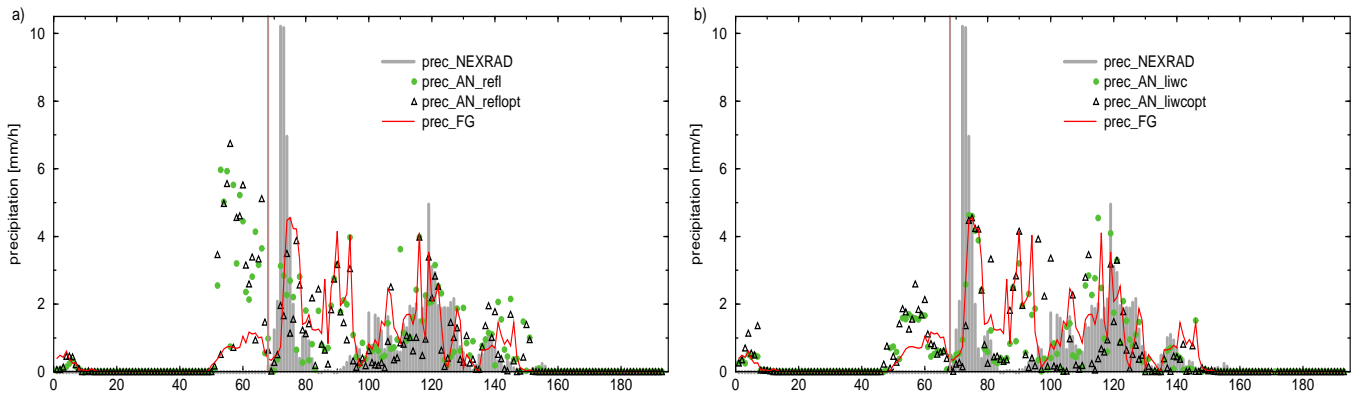 a)
precipitation [mm/h]
10
8
6
4
2
0
prec_NEXRAD
prec_AN_refl
prec_AN_reflopt
prec_FG
0 20 40 60 80 100 120 140 160 180
b)
precipitation [mm/h]
10
8
6
4
2
0
prec_NEXRAD
prec_AN_liwc
prec_AN_liwcopt
prec_FG
0 20 40 60 80 100 120 140 160 180